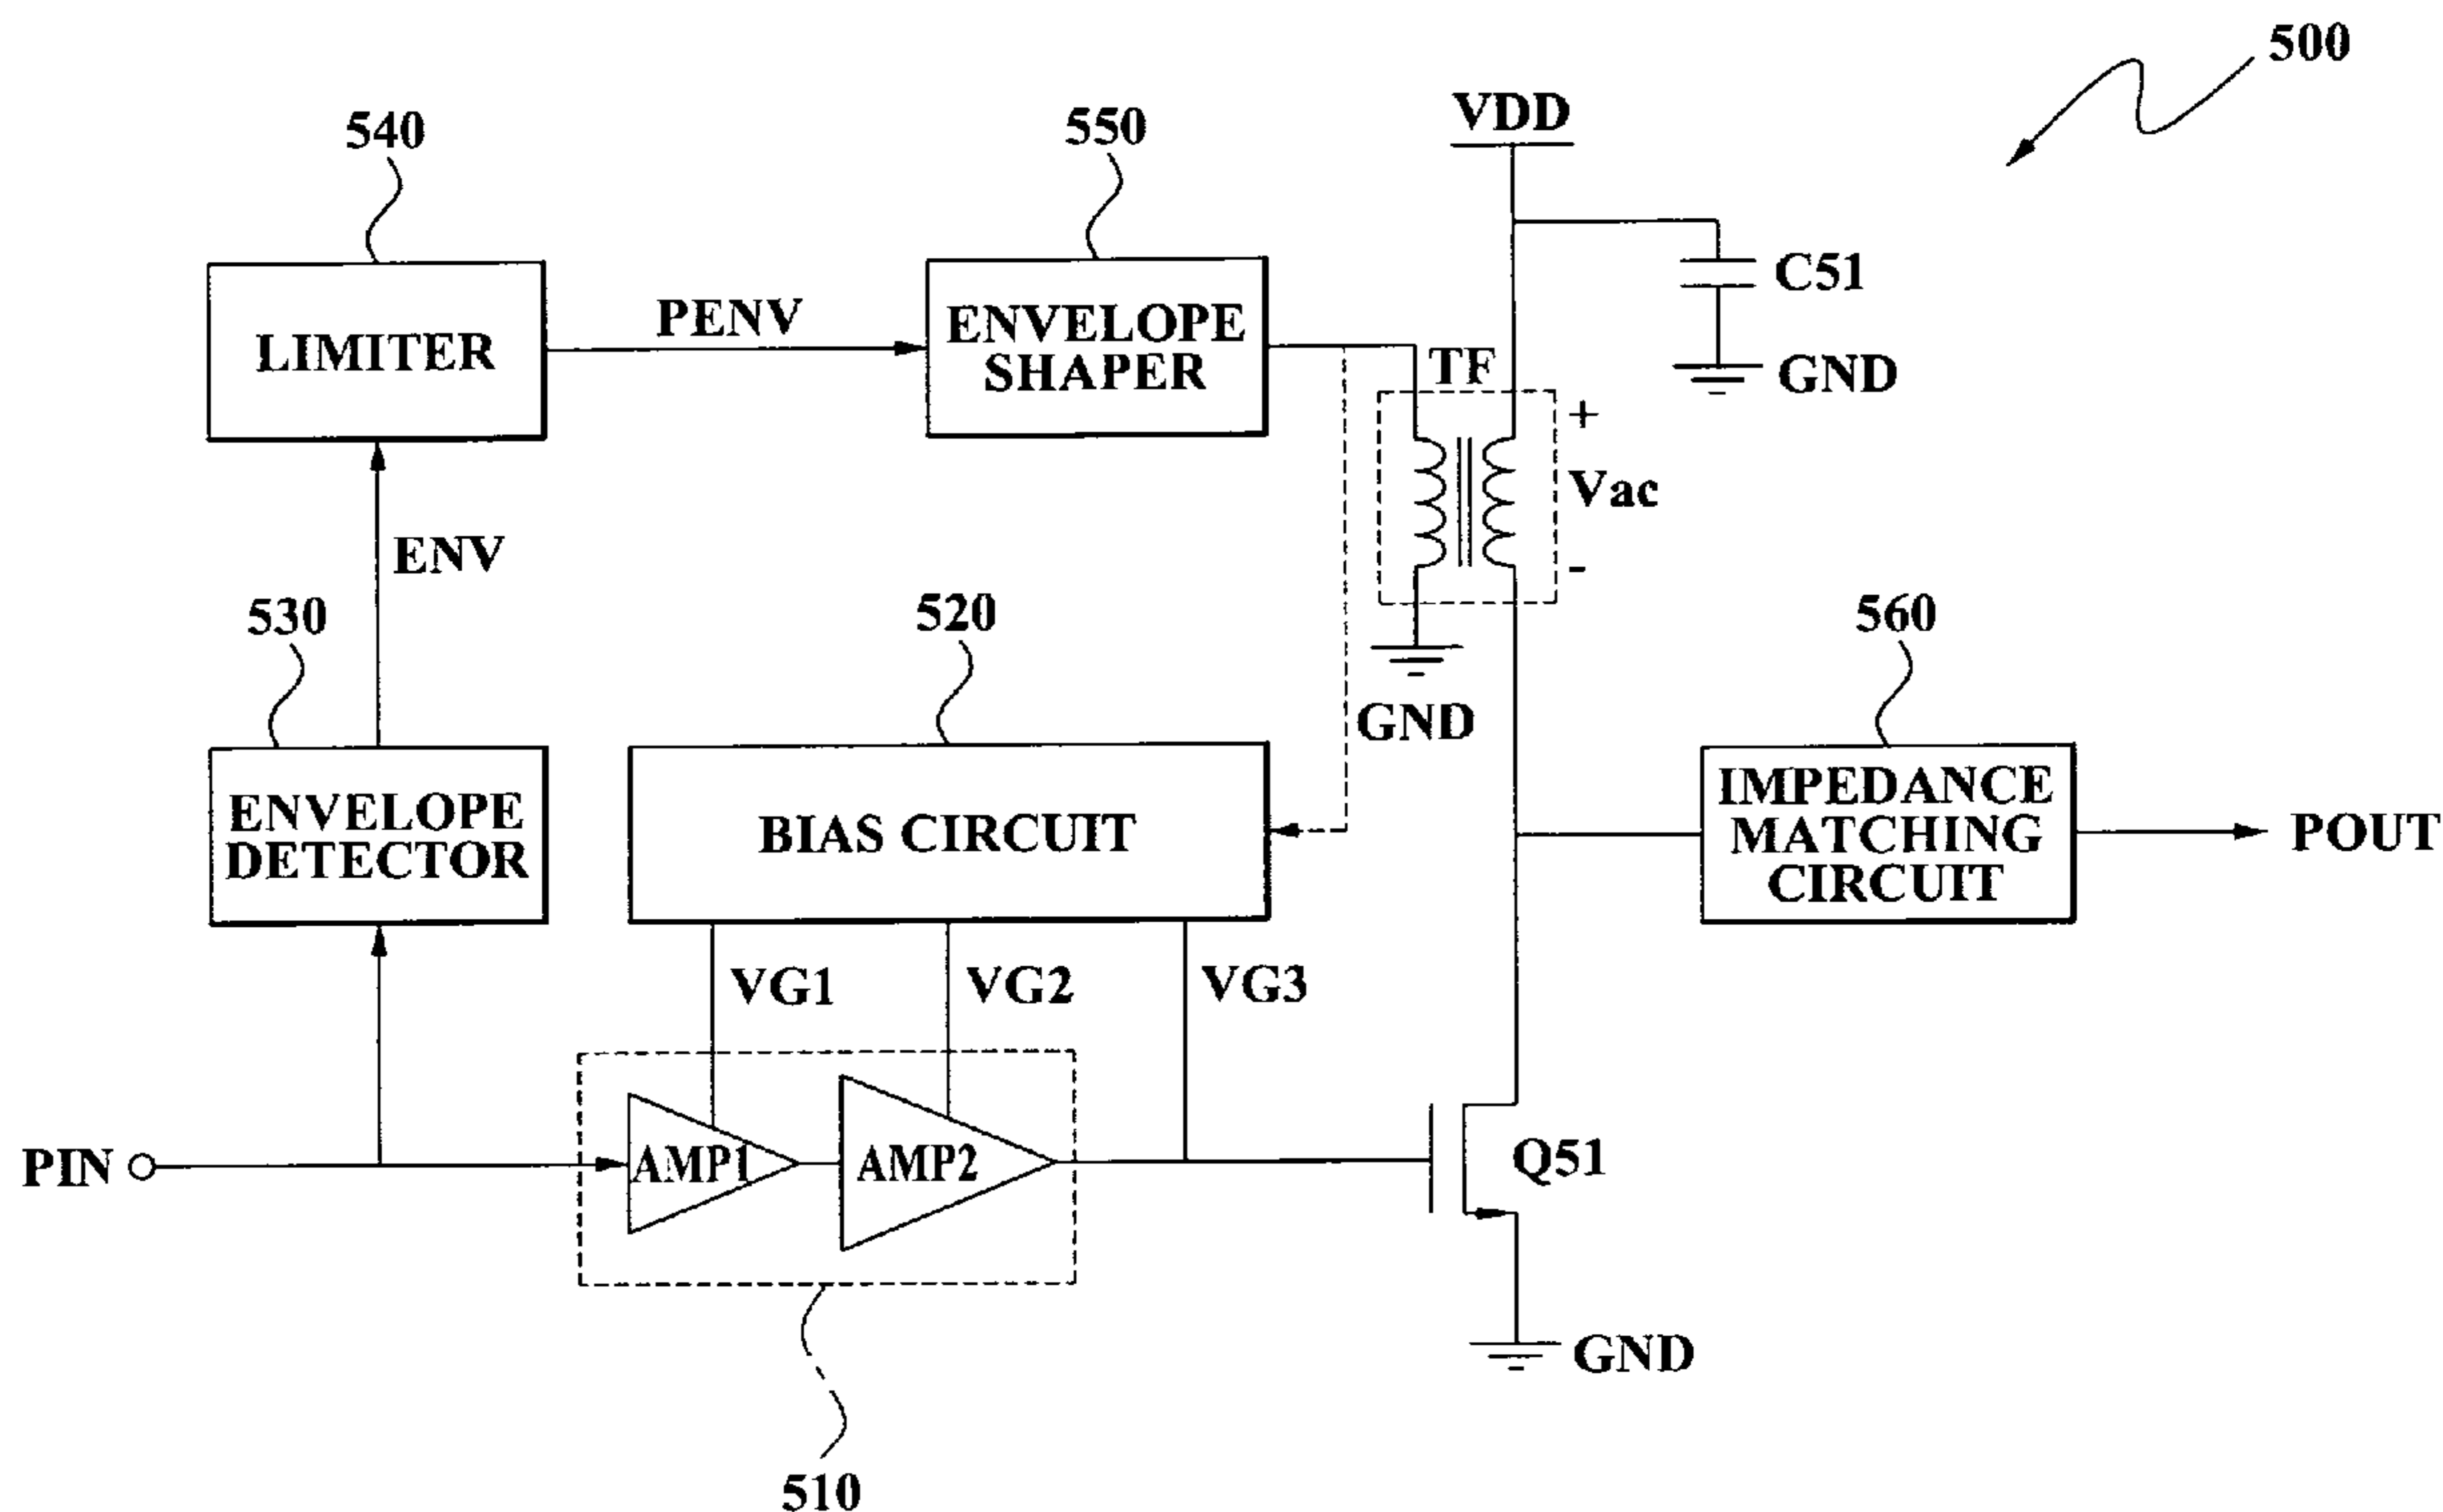 500
VDD
540
550
C51
LIMITER
PENV
ENVELOPE
SHAPER
TF
GND
+
Vac
-
ENV
530
520
560
GND
ENVELOPE
DETECTOR
BIAS CIRCUIT
IMPEDANCE
MATCHING
CIRCUIT
POUT
VG1
VG2
VG3
PIN
AMP1
AMP2
Q51
GND
510